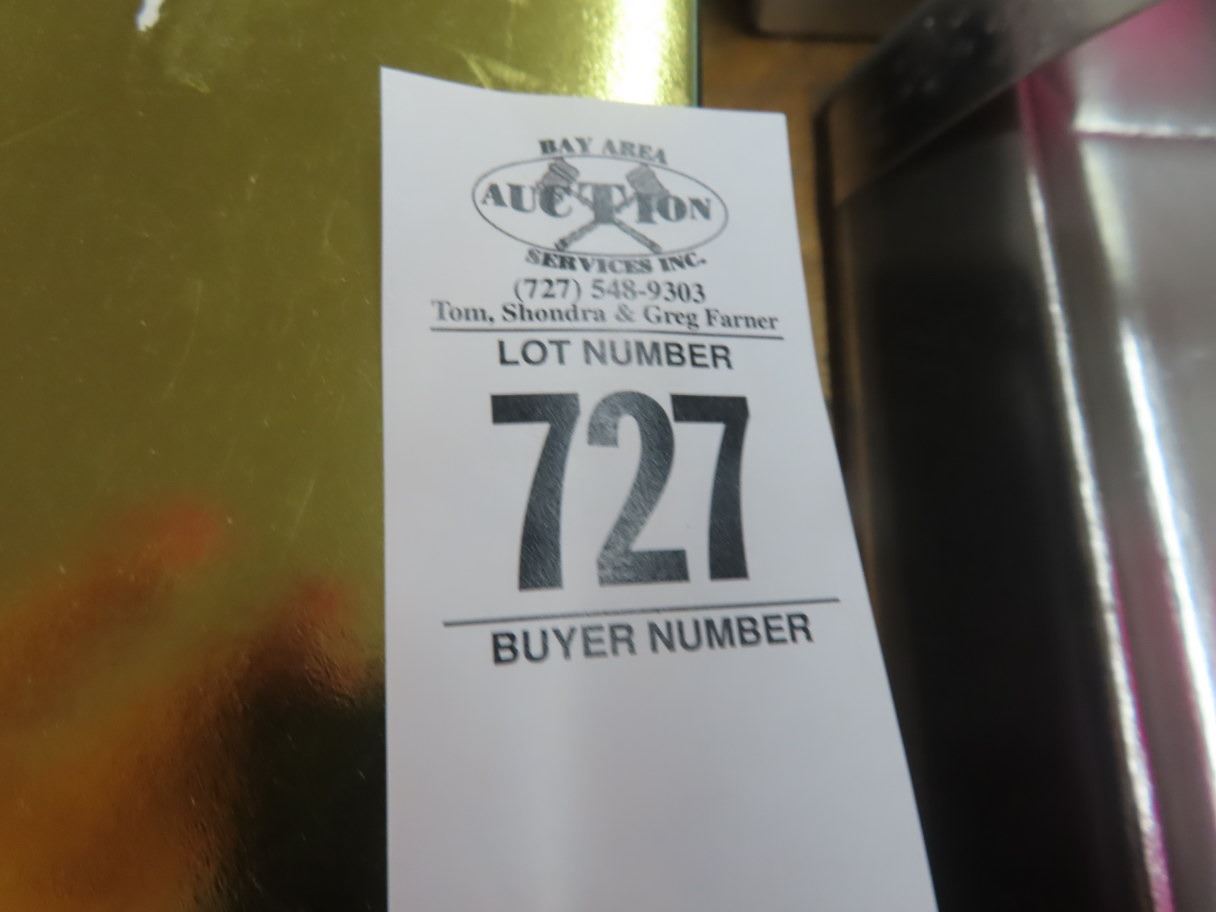 BAY AREA
AUCTION
SERVICES INC.
(727) 548-9303
Tom, Shondra & Greg Farner
LOT NUMBER
727
BUYER NUMBER